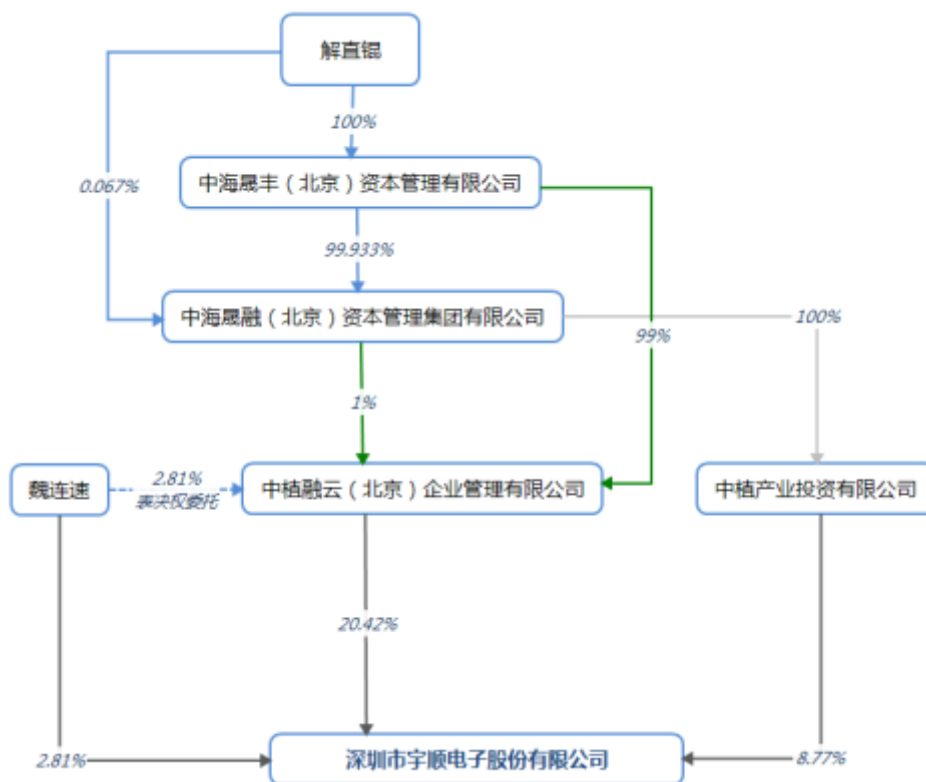 解直锟
100%
0.067%
中海晟丰（北京）资本管理有限公司
99.933%
中海晟融（北京）资本管理集团有限公司
100%
99%
1%
魏连速
2.81%
表决权委托
中植融云（北京）企业管理有限公司
中植产业投资有限公司
20.42%
2.81%
深圳市宇顺电子股份有限公司
8.77%